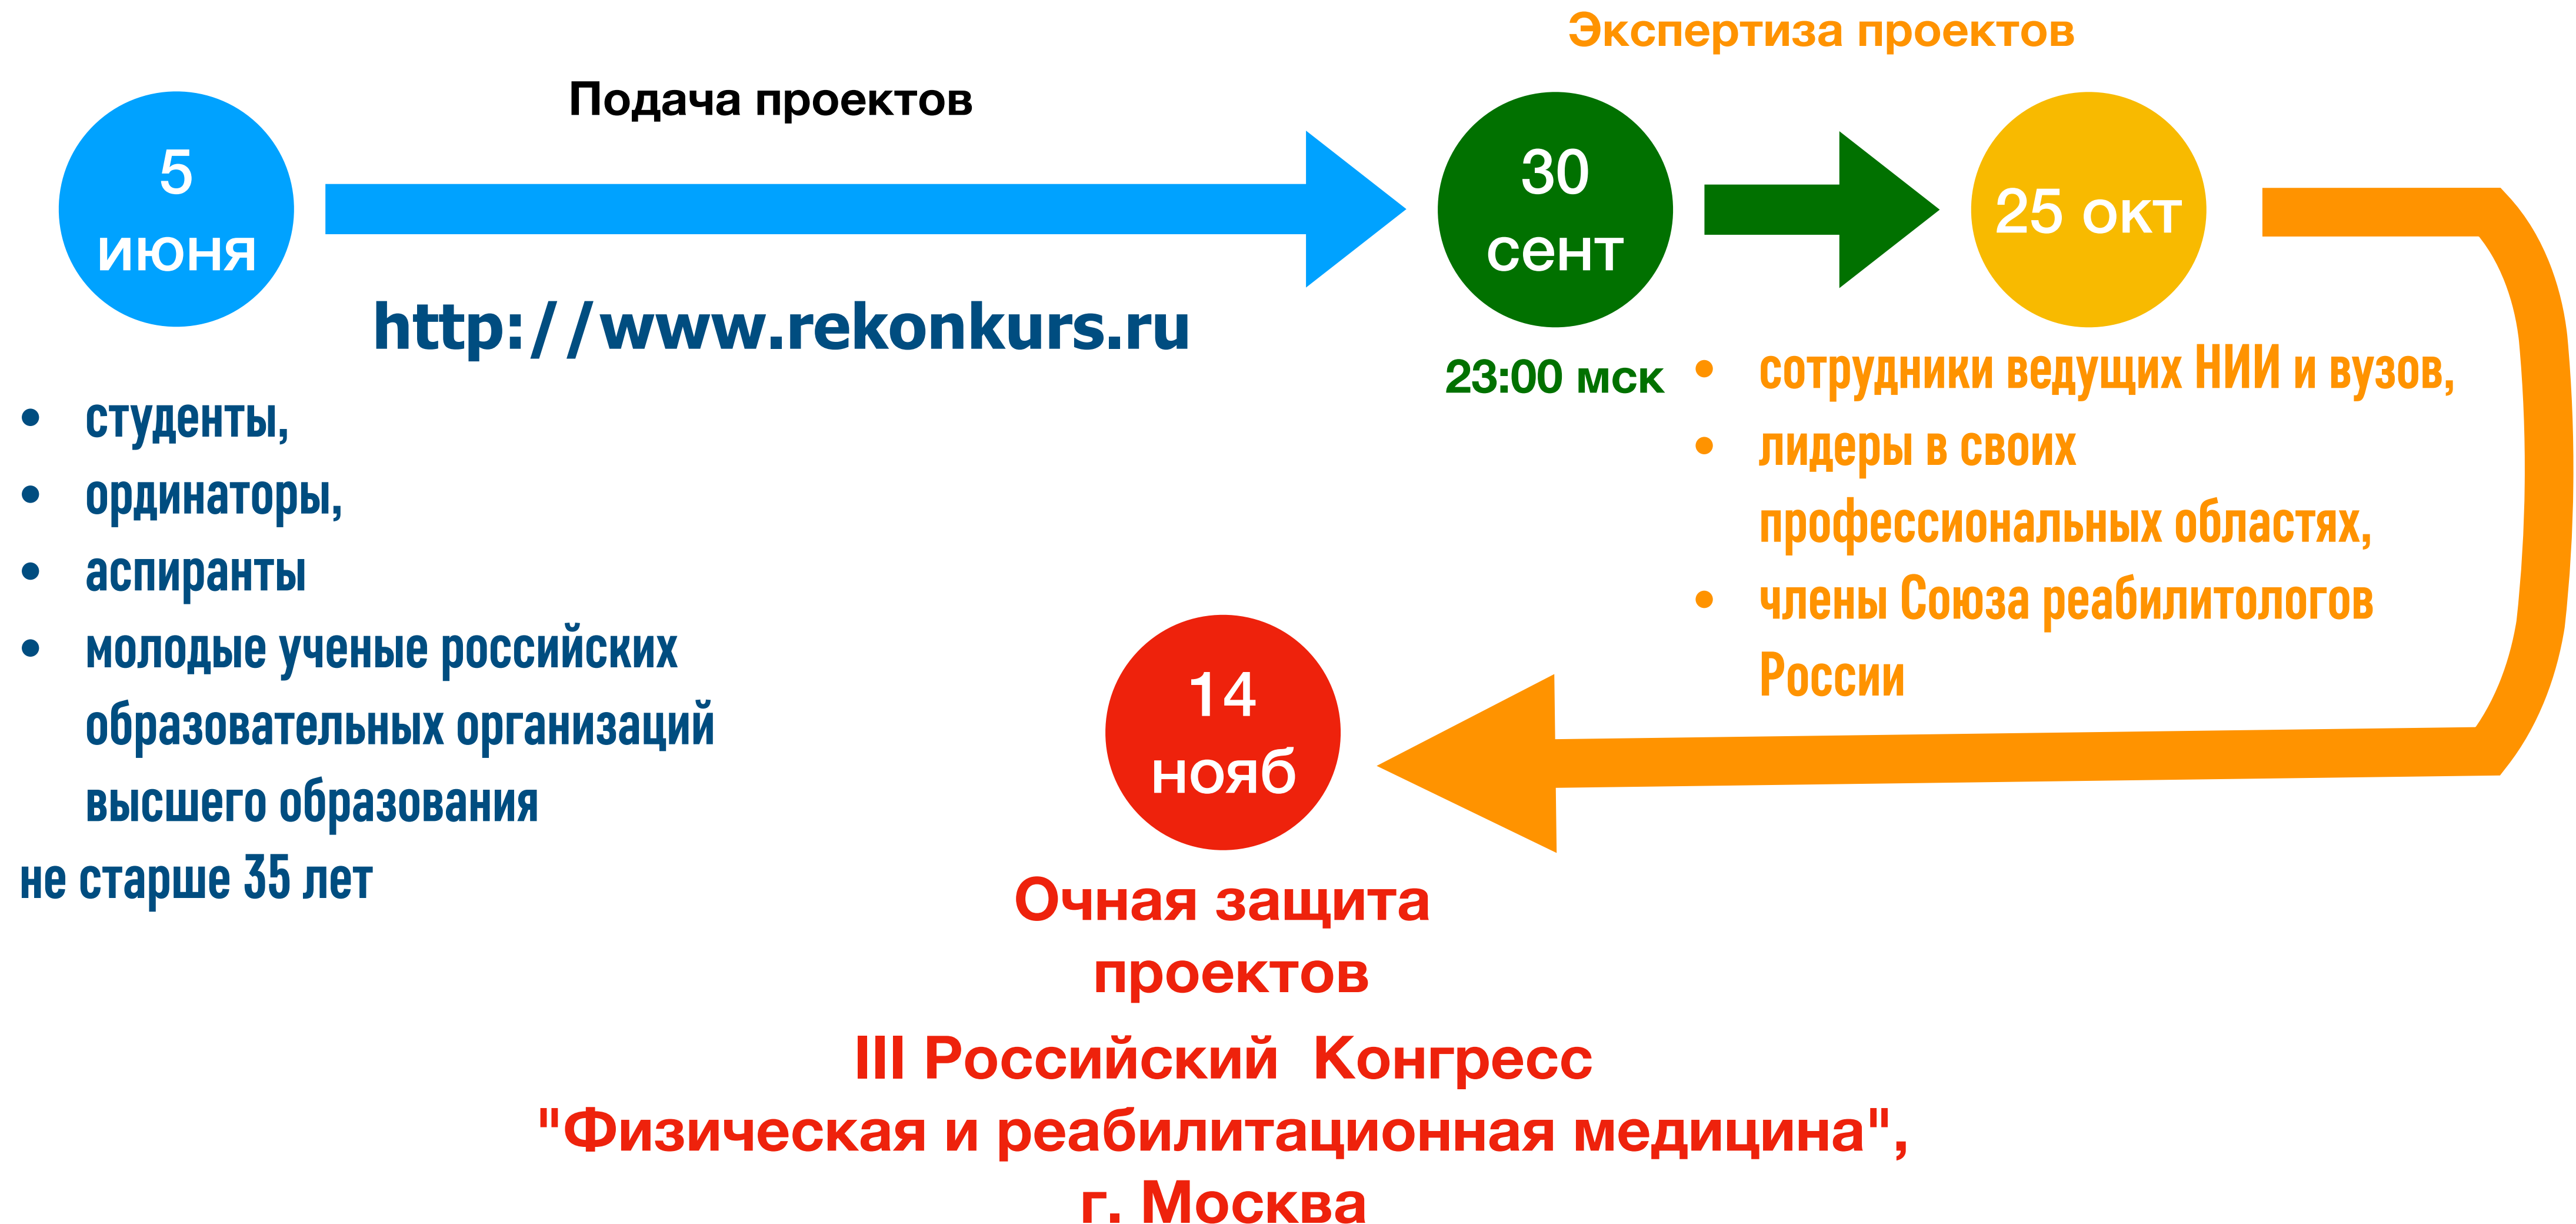 Экспертиза проектов
Подача проектов
5
июня
30
сент
25 окт
http://www.rekonkurs.ru
23:00 мск
• студенты,
• ординаторы,
• аспиранты
• молодые ученые российских
образовательных организаций
высшего образования
не старше 35 лет
• сотрудники ведущих НИИ и вузов,
• лидеры в своих
профессиональных областях,
• члены Союза реабилитологов
России
14
нояб
Очная защита
проектов
III Российский Конгресс
"Физическая и реабилитационная медицина",
г. Москва